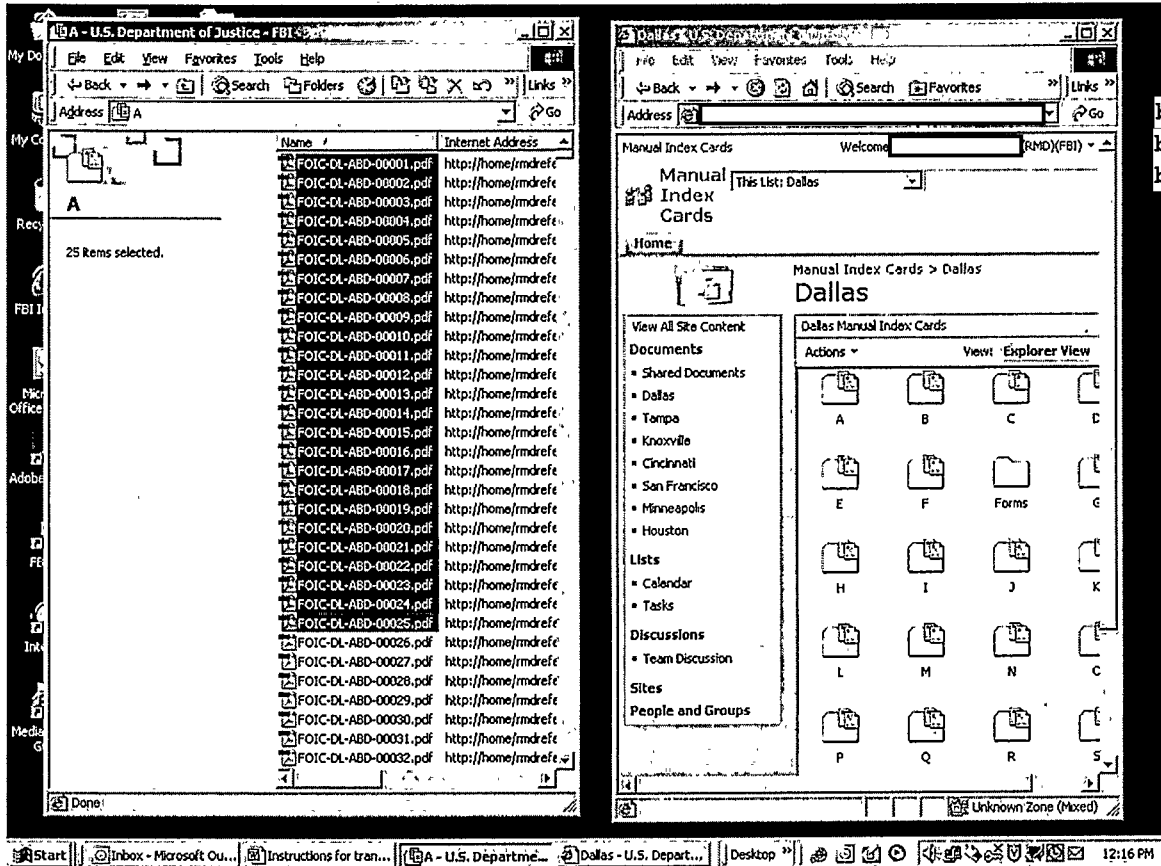 A - U.S. Department of Justice - FBI
File Edit View Favorites Tools Help
Back Search Folders Links
Address A Go
A
25 items selected.
Name Internet Address
FOIC-DL-ABD-00001.pdf http://home/rmdrefe
FOIC-DL-ABD-00002.pdf http://home/rmdrefe
FOIC-DL-ABD-00003.pdf http://home/rmdrefe
FOIC-DL-ABD-00004.pdf http://home/rmdrefe
FOIC-DL-ABD-00005.pdf http://home/rmdrefe
FOIC-DL-ABD-00006.pdf http://home/rmdrefe
FOIC-DL-ABD-00007.pdf http://home/rmdrefe
FOIC-DL-ABD-00008.pdf http://home/rmdrefe
FOIC-DL-ABD-00009.pdf http://home/rmdrefe
FOIC-DL-ABD-00010.pdf http://home/rmdrefe
FOIC-DL-ABD-00011.pdf http://home/rmdrefe
FOIC-DL-ABD-00012.pdf http://home/rmdrefe
FOIC-DL-ABD-00013.pdf http://home/rmdrefe
FOIC-DL-ABD-00014.pdf http://home/rmdrefe
FOIC-DL-ABD-00015.pdf http://home/rmdrefe
FOIC-DL-ABD-00016.pdf http://home/rmdrefe
FOIC-DL-ABD-00017.pdf http://home/rmdrefe
FOIC-DL-ABD-00018.pdf http://home/rmdrefe
FOIC-DL-ABD-00019.pdf http://home/rmdrefe
FOIC-DL-ABD-00020.pdf http://home/rmdrefe
FOIC-DL-ABD-00021.pdf http://home/rmdrefe
FOIC-DL-ABD-00022.pdf http://home/rmdrefe
FOIC-DL-ABD-00023.pdf http://home/rmdrefe
FOIC-DL-ABD-00024.pdf http://home/rmdrefe
FOIC-DL-ABD-00025.pdf http://home/rmdrefe
FOIC-DL-ABD-00026.pdf http://home/rmdrefe
FOIC-DL-ABD-00027.pdf http://home/rmdrefe
FOIC-DL-ABD-00028.pdf http://home/rmdrefe
FOIC-DL-ABD-00029.pdf http://home/rmdrefe
FOIC-DL-ABD-00030.pdf http://home/rmdrefe
FOIC-DL-ABD-00031.pdf http://home/rmdrefe
FOIC-DL-ABD-00032.pdf http://home/rmdrefe
Done
My Do
My Co
Recy
FBI I
Micr
Office
Adobe
FB
Int
Media
G
Dallas
Edit View Favorites Tools Help
Back Search Favorites Links
Address Go
Manual Index Cards Welcome (RMD)(FBI)
Manual
Index
Cards
This List: Dallas
Home
Manual Index Cards > Dallas
Dallas
View All Site Content
Documents
Shared Documents
Dallas
Tampa
Knoxville
Cincinnati
San Francisco
Minneapolis
Houston
Lists
Calendar
Tasks
Discussions
Team Discussion
Sites
People and Groups
Dallas Manual Index Cards
Actions View: Explorer View
A B C D
E F Forms G
H I J K
L M N O
P Q R S
Unknown Zone (Mixed)
Start Inbox - Microsoft Ou... Instructions for tran... A - U.S. Departme... Dallas - U.S. Depart... Desktop 12:16 PM